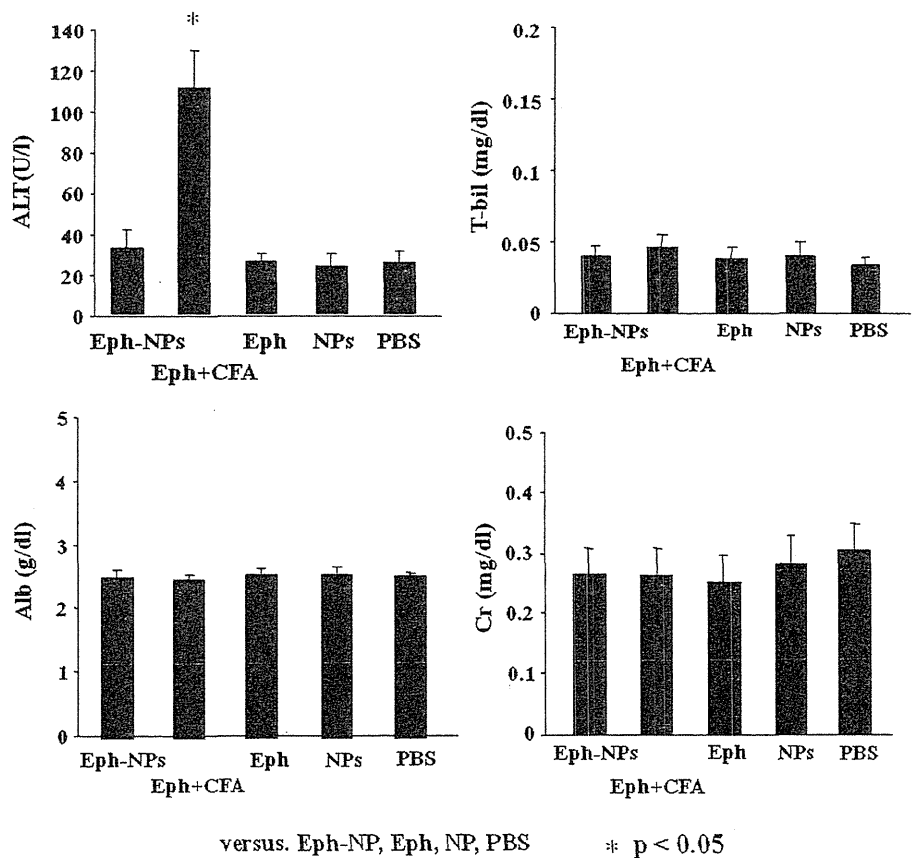 *
140
120
100
80
60
40
20
0
ALT(U/l)
Eph-NPs Eph NPs PBS
Eph+CFA
0.2
0.15
0.1
0.05
0
T-bil (mg/dl)
Eph-NPs Eph NPs PBS
Eph+CFA
5
4
3
2
1
0
Alb (g/dl)
Eph-NPs Eph NPs PBS
Eph+CFA
0.5
0.4
0.3
0.2
0.1
0
Cr (mg/dl)
Eph-NPs Eph NPs PBS
Eph+CFA
versus. Eph-NP, Eph, NP, PBS * p < 0.05